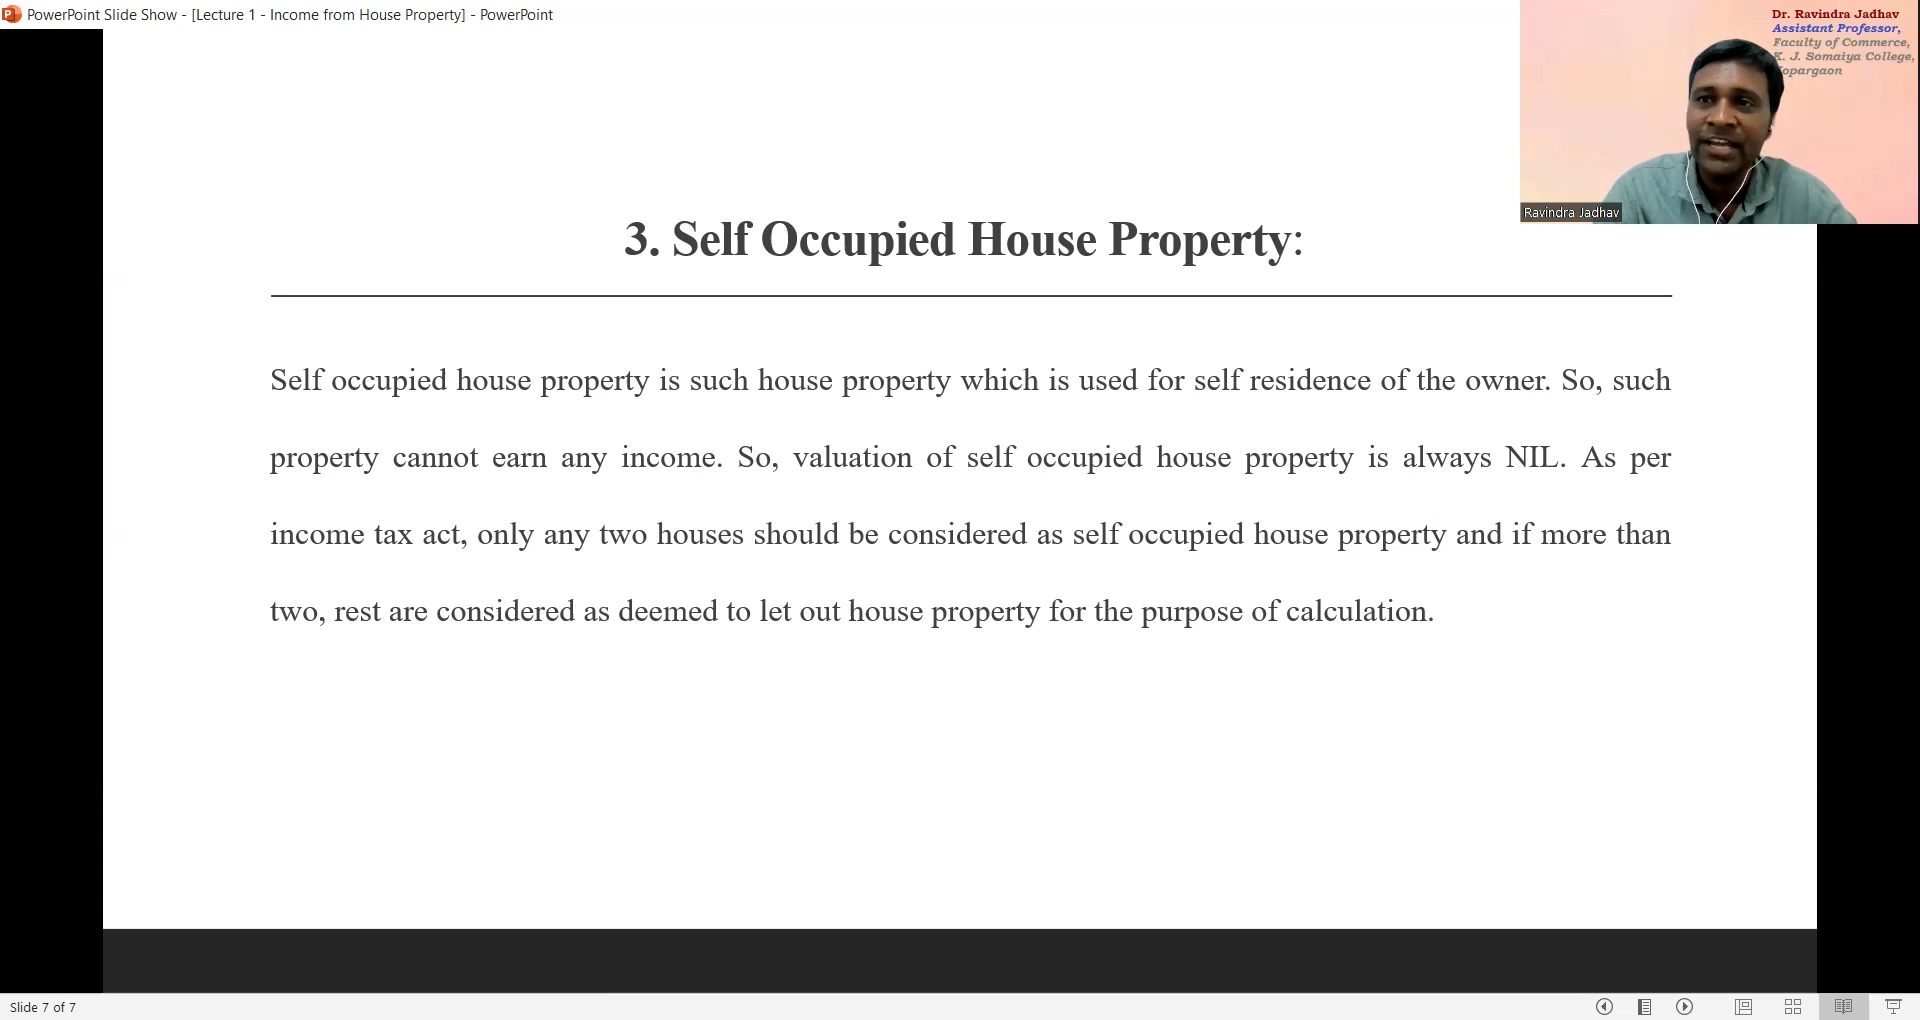 PowerPoint Slide Show - [Lecture 1 - Income from House Property] - PowerPoint
Dr. Ravindra Jadhav
Assistant Professor,
Faculty of Commerce,
K. J. Somaiya College,
opargaon
Ravindra Jadhav
3. Self Occupied House Property:
Self occupied house property is such house property which is used for self residence of the owner. So, such
property cannot earn any income. So, valuation of self occupied house property is always NIL. As per
income tax act, only any two houses should be considered as self occupied house property and if more than
two, rest are considered as deemed to let out house property for the purpose of calculation.
Slide 7 of 7